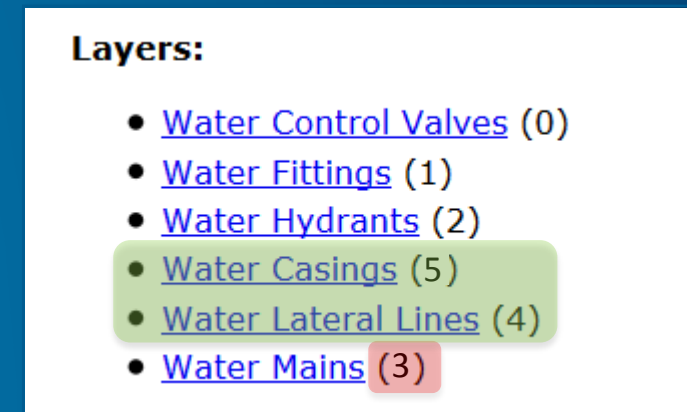 Layers:
• Water Control Valves (0)
• Water Fittings (1)
• Water Hydrants (2)
• Water Casings (5)
• Water Lateral Lines (4)
• Water Mains (3)